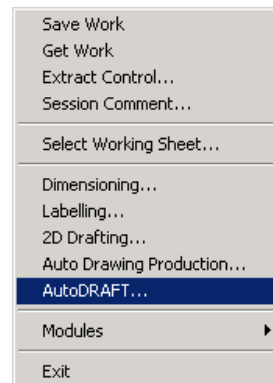 Save Work
Get Work
Extract Control...
Session Comment...
Select Working Sheet...
Dimensioning...
Labelling...
2D Drafting...
Auto Drawing Production...
AutoDRAFT...
Modules
Exit